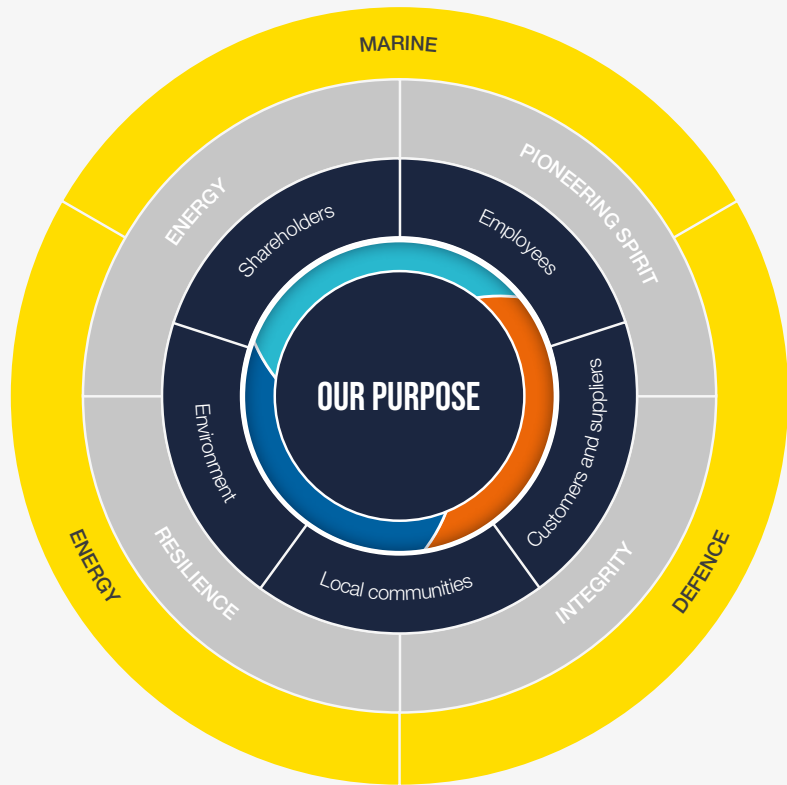 MARINE
DEFENCE
ENERGY
ENERGY
PIONEERING SPIRIT
INTEGRITY
RESILIENCE
Shareholders
Employees
Customers and suppliers
Local communities
Environment
OUR PURPOSE